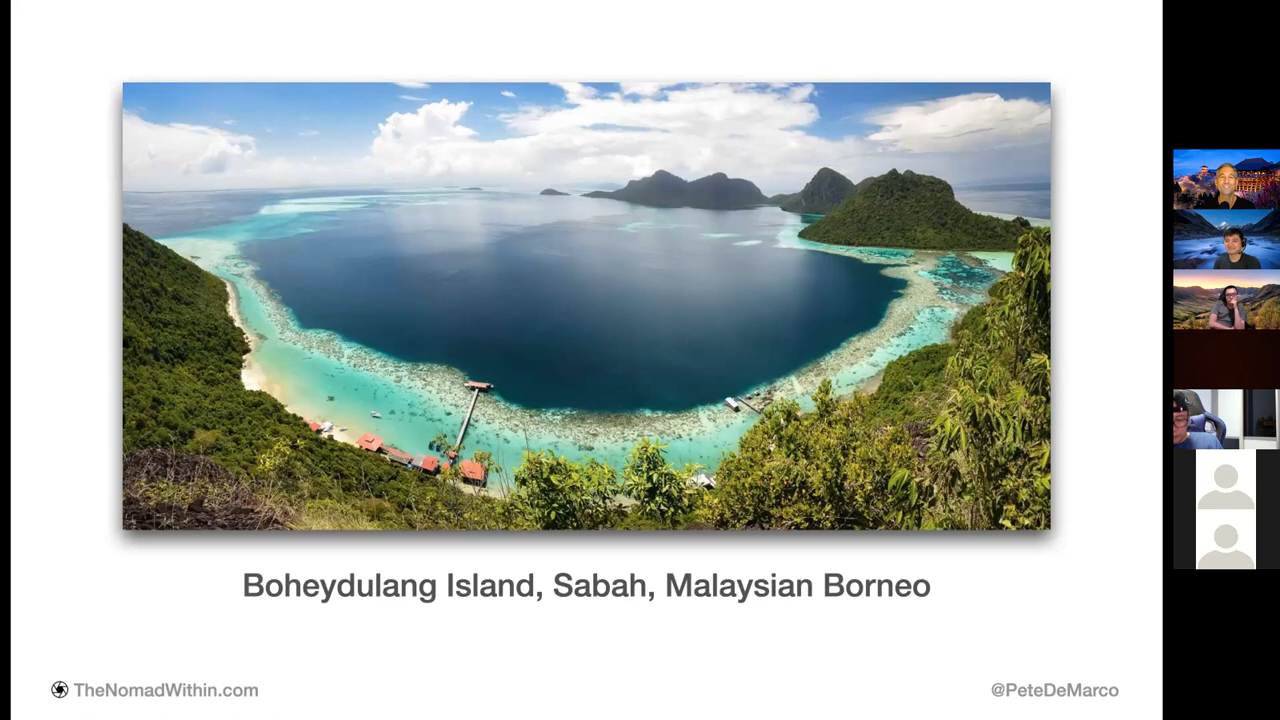 Boheydulang Island, Sabah, Malaysian Borneo
TheNomadWithin.com
@PeteDeMarco